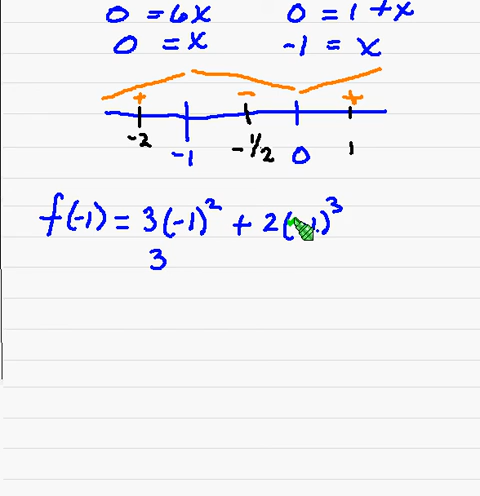 0 = 6x 0 = 1 + x
0 = x -1 = x
+ - +
-2 -1 -1/2 0 1
f(-1) = 3(-1)² + 2(-1)³
3